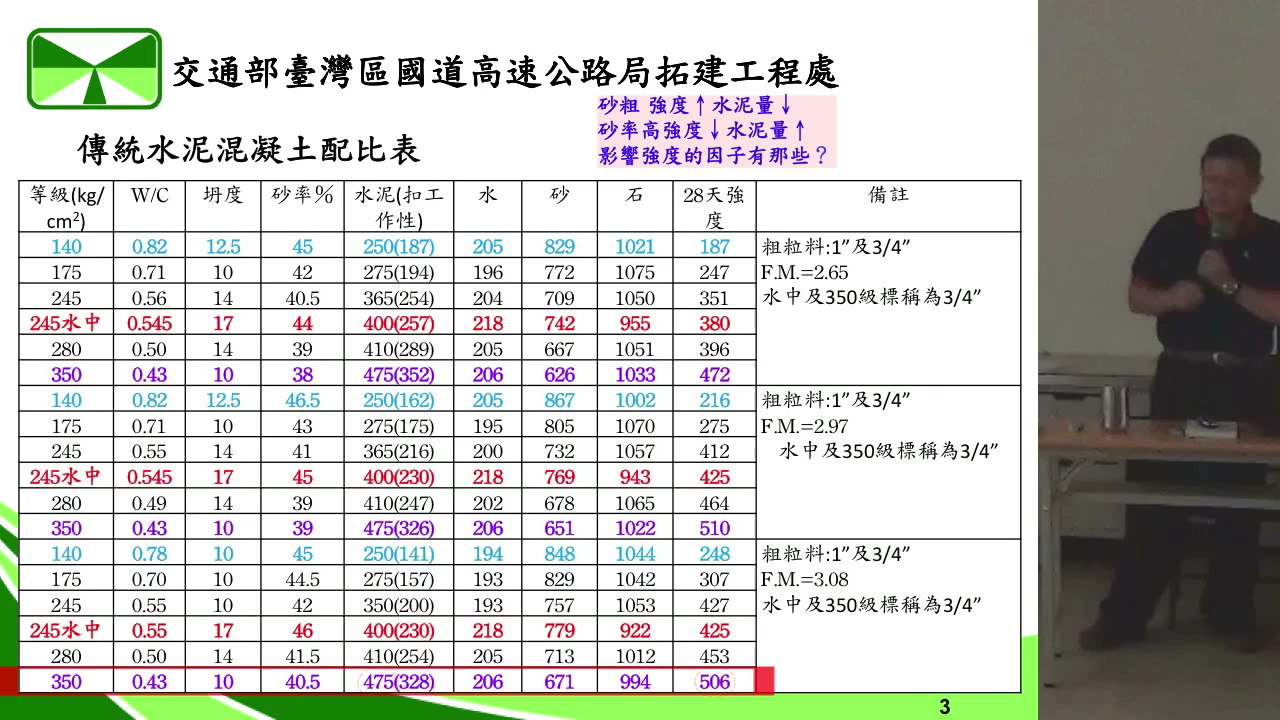 交通部臺灣區國道高速公路局拓建工程處
砂粗 強度↑水泥量↓
砂率高強度↓水泥量↑
影響強度的因子有那些？
傳統水泥混凝土配比表
等級(kg/cm2) W/C 坍度 砂率% 水泥(扣工作性) 水 砂 石 28天強度 備註
140 0.82 12.5 45 250(187) 205 829 1021 187 粗粒料:1”及3/4”
175 0.71 10 42 275(194) 196 772 1075 247 F.M.=2.65
245 0.56 14 40.5 365(254) 204 709 1050 351 水中及350級標稱為3/4”
245水中 0.545 17 44 400(257) 218 742 955 380
280 0.50 14 39 410(289) 205 667 1051 396
350 0.43 10 38 475(352) 206 626 1033 472
140 0.82 12.5 46.5 250(162) 205 867 1002 216 粗粒料:1”及3/4”
175 0.71 10 43 275(175) 195 805 1070 275 F.M.=2.97
245 0.55 14 41 365(216) 200 732 1057 412 水中及350級標稱為3/4”
245水中 0.545 17 45 400(230) 218 769 943 425
280 0.49 14 39 410(247) 202 678 1065 464
350 0.43 10 39 475(326) 206 651 1022 510
140 0.78 10 45 250(141) 194 848 1044 248 粗粒料:1”及3/4”
175 0.70 10 44.5 275(157) 193 829 1042 307 F.M.=3.08
245 0.55 10 42 350(200) 193 757 1053 427 水中及350級標稱為3/4”
245水中 0.55 17 46 400(230) 218 779 922 425
280 0.50 14 41.5 410(254) 205 713 1012 453
350 0.43 10 40.5 475(328) 206 671 994 506
3